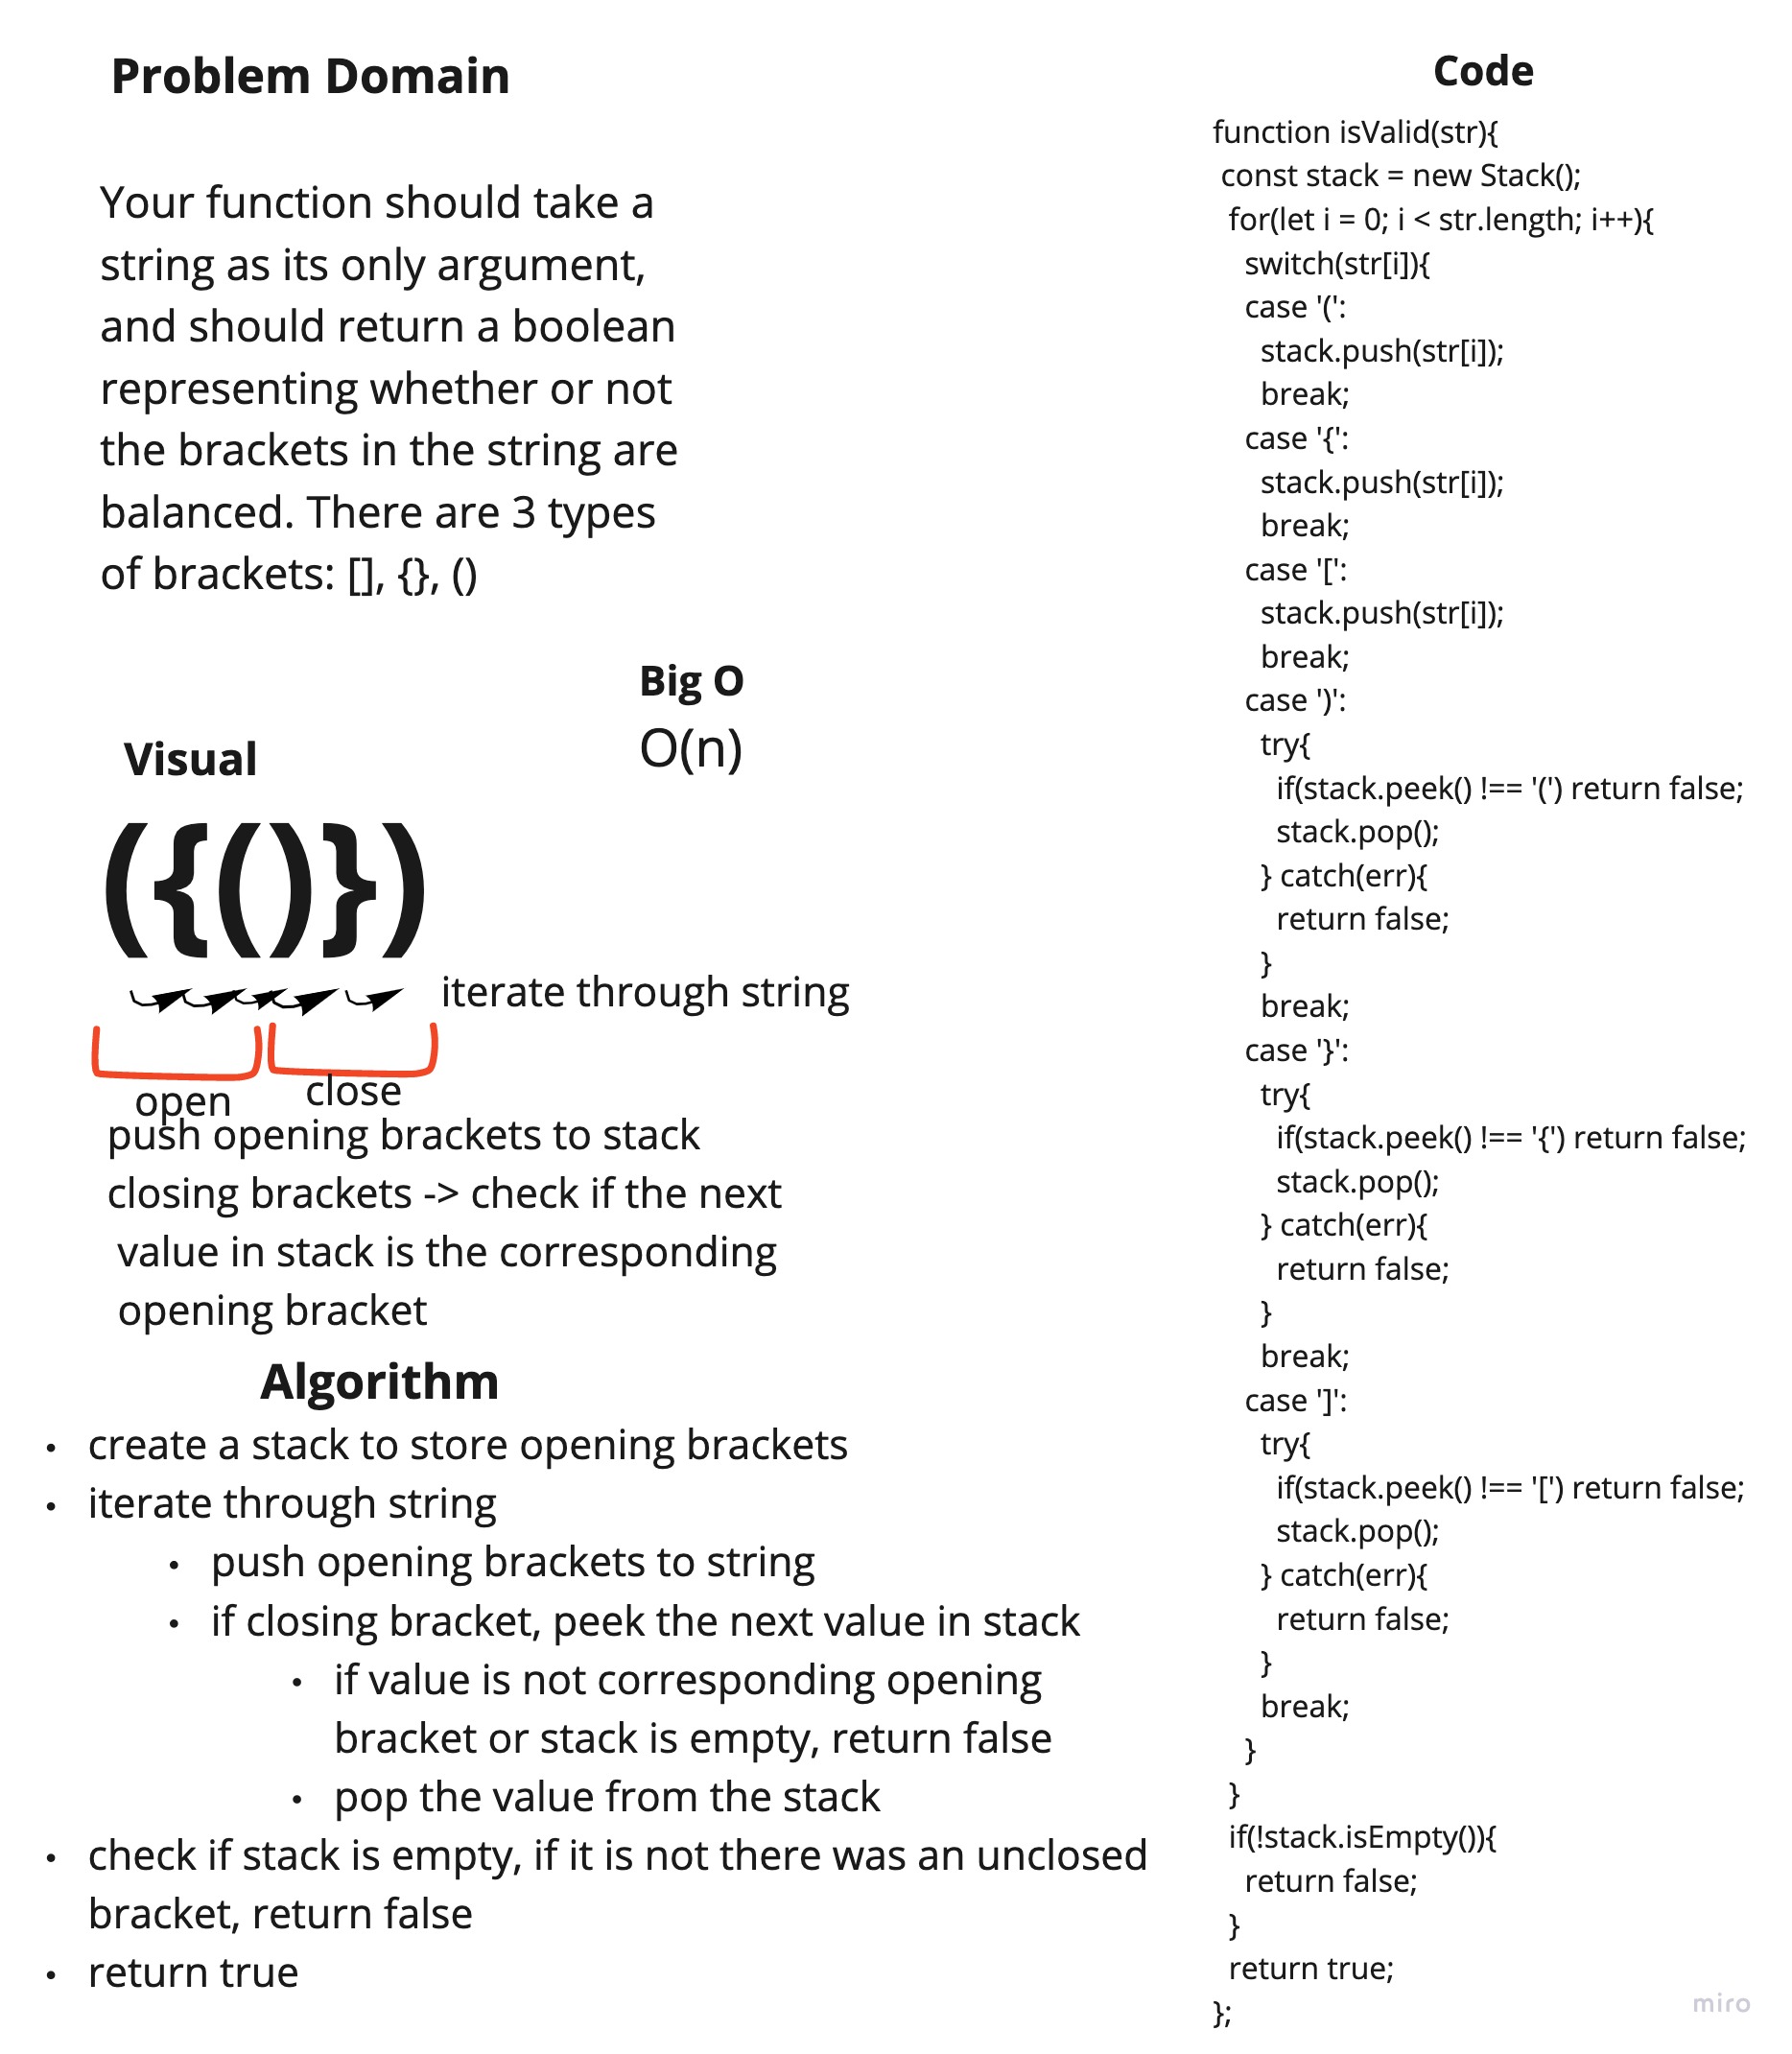 Problem Domain
Your function should take a
string as its only argument,
and should return a boolean
representing whether or not
the brackets in the string are
balanced. There are 3 types
of brackets: [], {}, ()
Big O
O(n)
Visual
({()})
iterate through string
open
close
push opening brackets to stack
closing brackets -> check if the next
value in stack is the corresponding
opening bracket
Algorithm
• create a stack to store opening brackets
• iterate through string
• push opening brackets to string
• if closing bracket, peek the next value in stack
• if value is not corresponding opening
bracket or stack is empty, return false
• pop the value from the stack
• check if stack is empty, if it is not there was an unclosed
bracket, return false
• return true
Code
function isValid(str){
const stack = new Stack();
for(let i = 0; i < str.length; i++){
switch(str[i]){
case '(':
stack.push(str[i]);
break;
case '{':
stack.push(str[i]);
break;
case '[':
stack.push(str[i]);
break;
case ')':
try{
if(stack.peek() !== '(') return false;
stack.pop();
} catch(err){
return false;
}
break;
case '}':
try{
if(stack.peek() !== '{') return false;
stack.pop();
} catch(err){
return false;
}
break;
case ']':
try{
if(stack.peek() !== '[') return false;
stack.pop();
} catch(err){
return false;
}
break;
}
}
if(!stack.isEmpty()){
return false;
}
return true;
};
miro